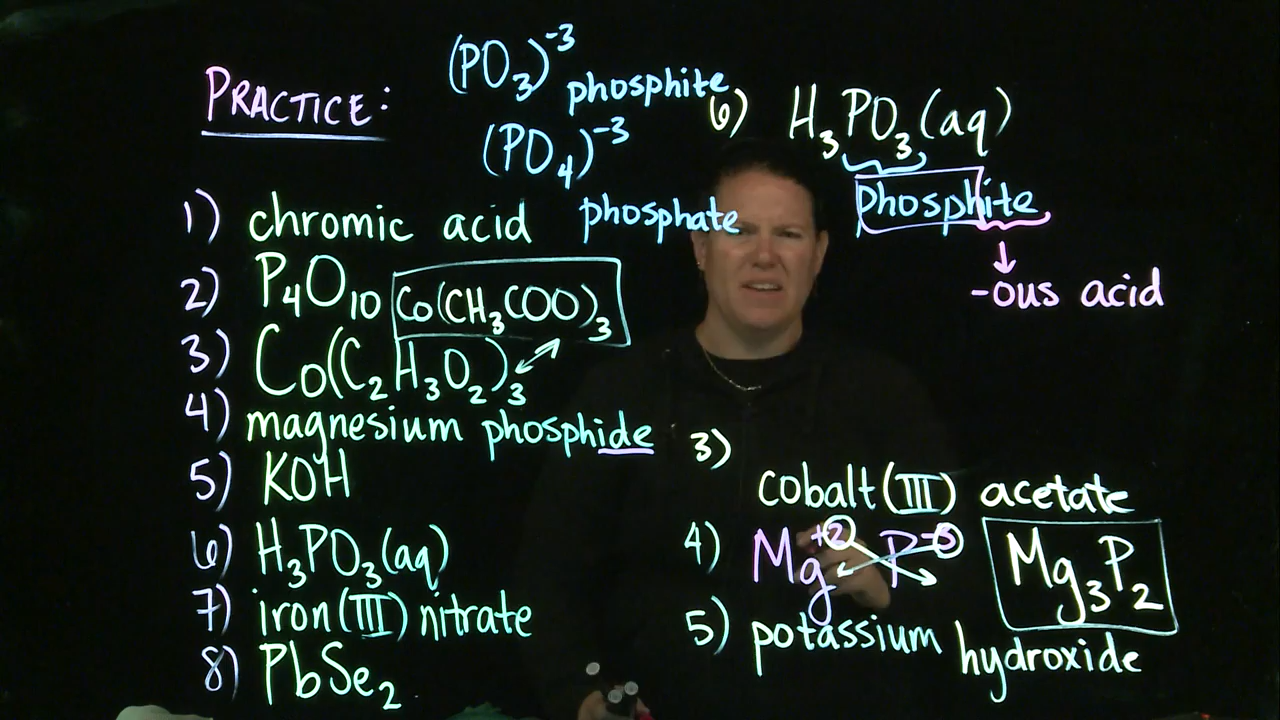 PRACTICE:
(PO₃)⁻³ phosphite
(PO₄)⁻³
phosphate
1) chromic acid
2) P₄O₁₀
Co(CH₃COO)₃
3) Co(C₂H₃O₂)₃
4) magnesium phosphide
5) KOH
6) H₃PO₃(aq)
7) iron(III) nitrate
8) PbSe₂
6) H₃PO₃(aq)
phosphite
-ous acid
3)
cobalt(III) acetate
4) Mg⁺² P⁻³ Mg₃P₂
5) potassium hydroxide